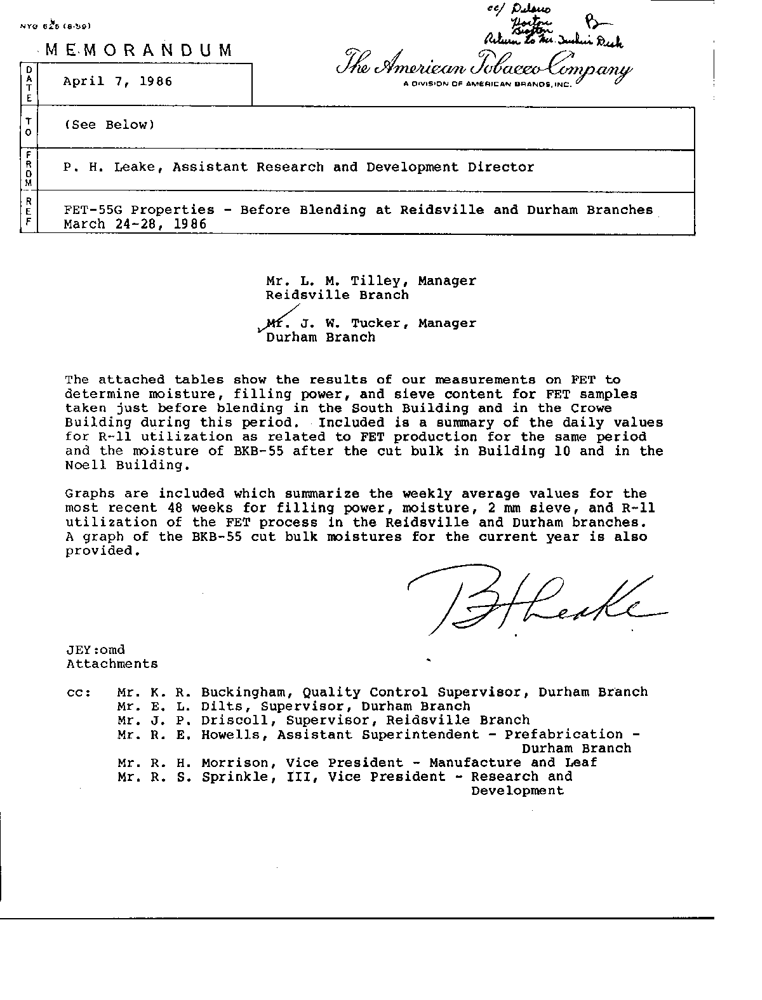 cc/ Delano
Horton
NYO 525 (8-59)
MEMORANDUM
The American Tobacco Company
A DIVISION OF AMERICAN BRANDS, INC.
DATE
April 7, 1986
TO
(See Below)
FROM
P. H. Leake, Assistant Research and Development Director
REF
FET-55G Properties - Before Blending at Reidsville and Durham Branches
March 24-28, 1986
Mr. L. M. Tilley, Manager
Reidsville Branch
Mr. J. W. Tucker, Manager
Durham Branch
The attached tables show the results of our measurements on FET to
determine moisture, filling power, and sieve content for FET samples
taken just before blending in the South Building and in the Crowe
Building during this period. Included is a summary of the daily values
for R-11 utilization as related to FET production for the same period
and the moisture of BKB-55 after the cut bulk in Building 10 and in the
Noell Building.
Graphs are included which summarize the weekly average values for the
most recent 48 weeks for filling power, moisture, 2 mm sieve, and R-11
utilization of the FET process in the Reidsville and Durham branches.
A graph of the BKB-55 cut bulk moistures for the current year is also
provided.
JEY:omd
Attachments
cc: Mr. K. R. Buckingham, Quality Control Supervisor, Durham Branch
Mr. E. L. Dilts, Supervisor, Durham Branch
Mr. J. P. Driscoll, Supervisor, Reidsville Branch
Mr. R. E. Howells, Assistant Superintendent - Prefabrication -
Durham Branch
Mr. R. H. Morrison, Vice President - Manufacture and Leaf
Mr. R. S. Sprinkle, III, Vice President - Research and
Development